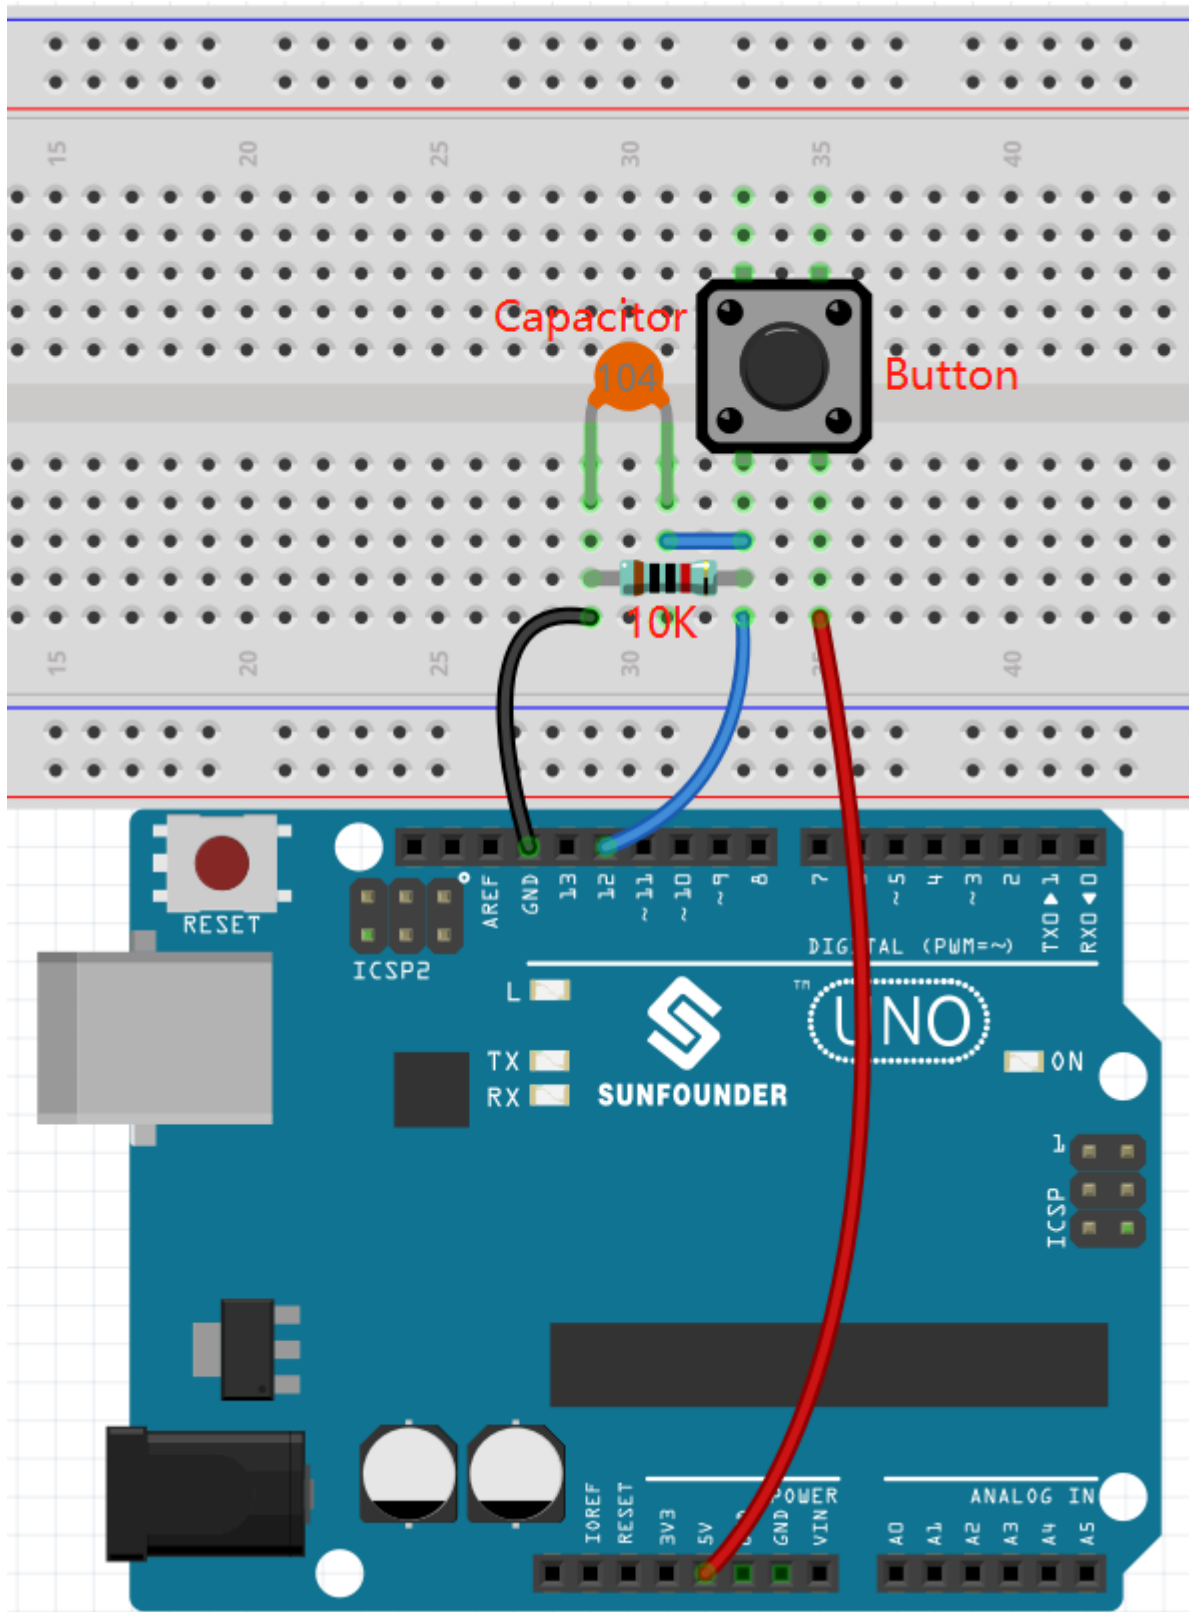 15 20 25 30 35 40
Capacitor
104
Button
10K
15 20 25 30 35 40
RESET
ICSP2
AREF GND 13 12 ~11 ~10 ~9 8 7 ~5 4 ~3 2 TX0▶1 RX0◀0
DIGITAL (PWM=~)
L
TX
RX
™
UNO
SUNFOUNDER
ON
1
ICSP
POWER
ANALOG IN
IOREF RESET 3V3 5V GND VIN A0 A1 A2 A3 A4 A5